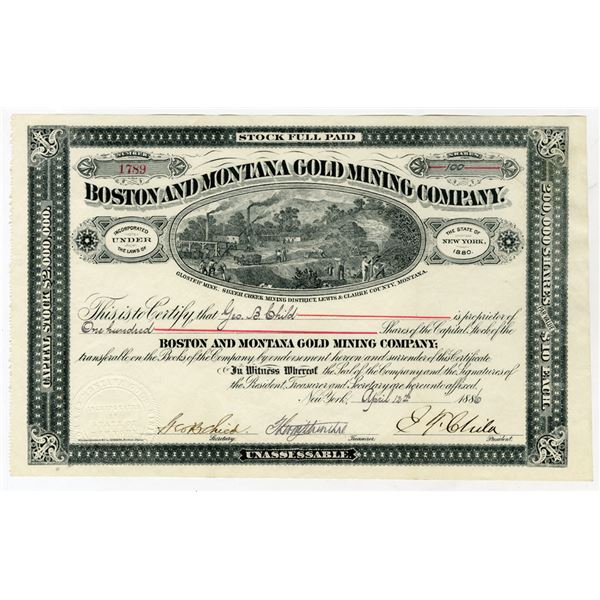 STOCK FULL PAID
NUMBER
1789
SHARES
100
BOSTON AND MONTANA GOLD MINING COMPANY.
INCORPORATED
UNDER
THE LAWS OF
THE STATE OF
NEW YORK,
1880.
GLOSTER MINE, SILVER CREEK MINING DISTRICT, LEWIS & CLARKE COUNTY, MONTANA.
CAPITAL STOCK $2,000,000.
200,000 SHARES $10 EACH.
This is to Certify, that Geo. B. Child is proprietor of
One hundred Shares of the Capital Stock of the
BOSTON AND MONTANA GOLD MINING COMPANY;
transferable on the Books of the Company, by endorsement hereon and surrender of this Certificate
In Witness Whereof the Seal of the Company and the Signatures of
the President, Treasurer and Secretary are hereunto affixed,
New York, April 12th 1886
Secretary.
Treasurer.
President.
UNASSESSABLE.